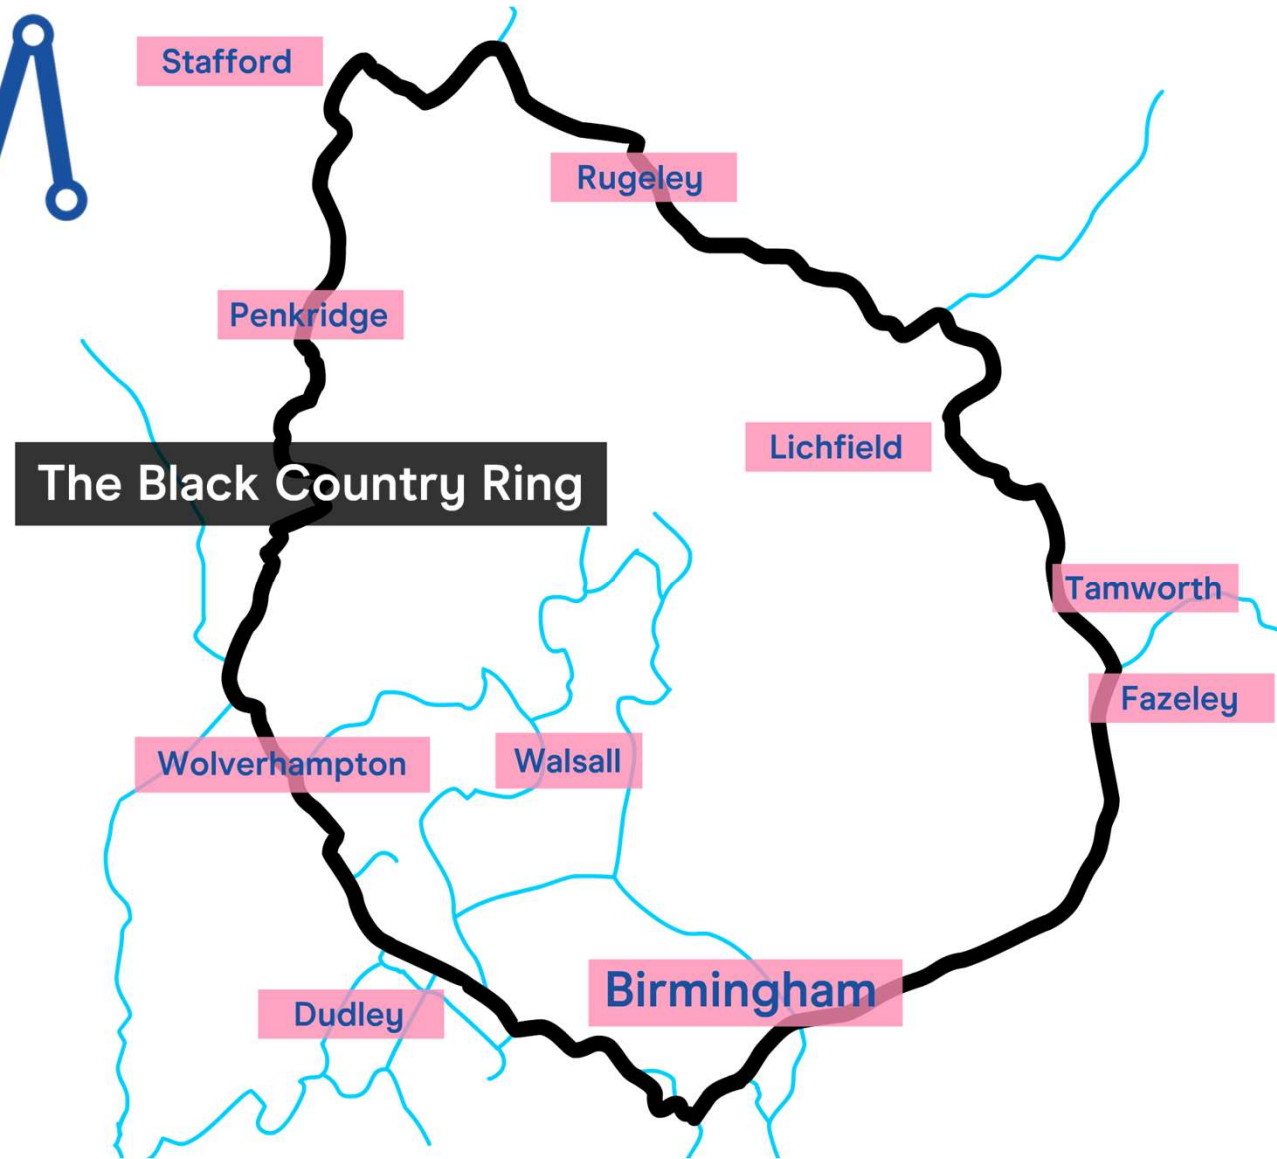 Stafford
Rugeley
Penkridge
Lichfield
The Black Country Ring
Tamworth
Fazeley
Wolverhampton
Walsall
Birmingham
Dudley